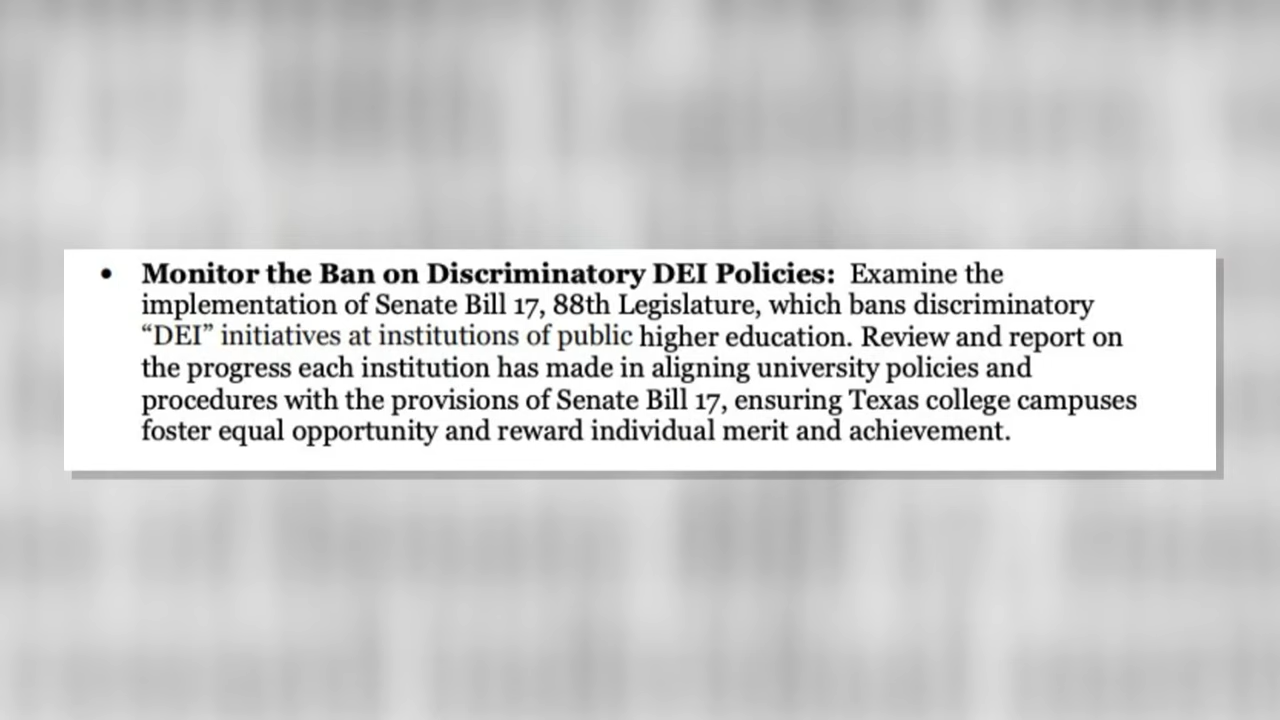 • Monitor the Ban on Discriminatory DEI Policies: Examine the
implementation of Senate Bill 17, 88th Legislature, which bans discriminatory
“DEI” initiatives at institutions of public higher education. Review and report on
the progress each institution has made in aligning university policies and
procedures with the provisions of Senate Bill 17, ensuring Texas college campuses
foster equal opportunity and reward individual merit and achievement.